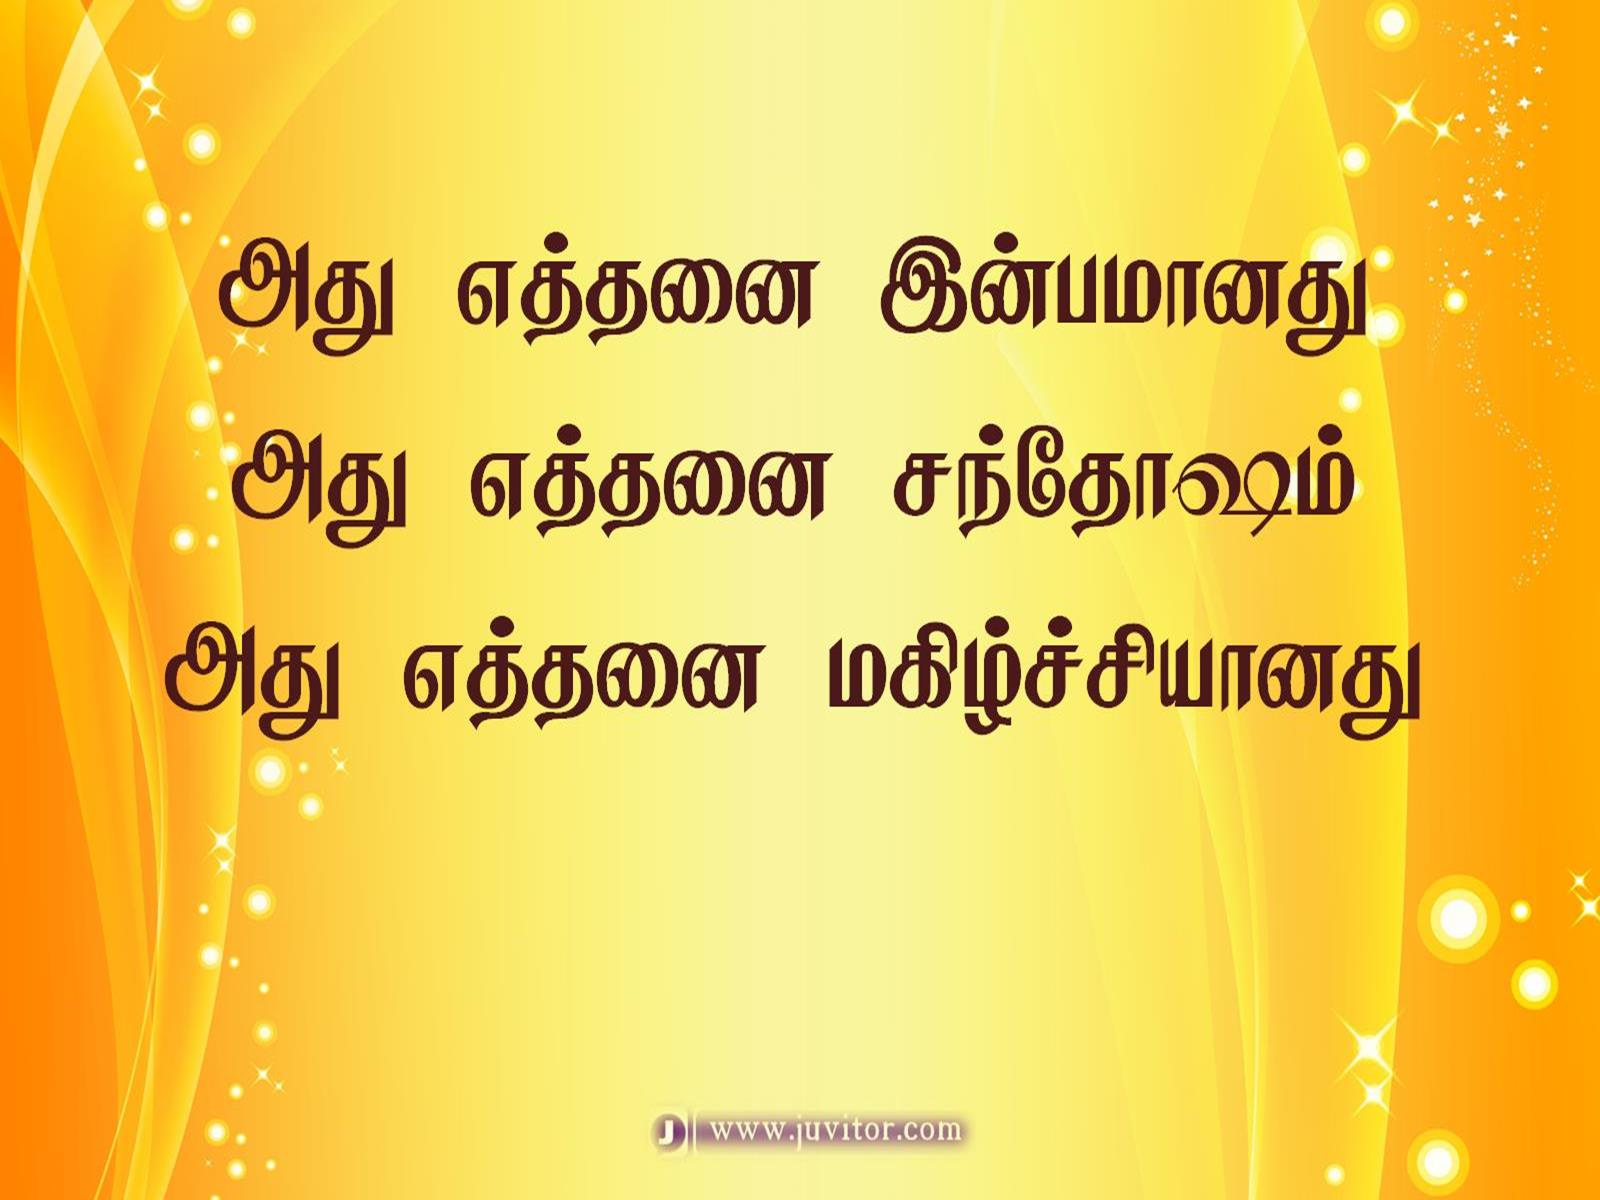 அது எத்தனை இன்பமானது
அது எத்தனை சந்தோஷம்
அது எத்தனை மகிழ்ச்சியானது
J www.juvitor.com